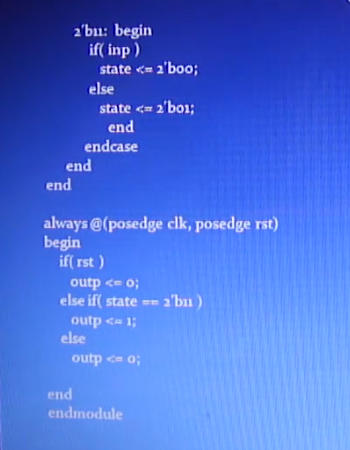 2'b11: begin
if( inp )
state <= 2'b00;
else
state <= 2'b01;
end
endcase
end
end
always @(posedge clk, posedge rst)
begin
if( rst )
outp <= 0;
else if( state == 2'b11 )
outp <= 1;
else
outp <= 0;
end
endmodule